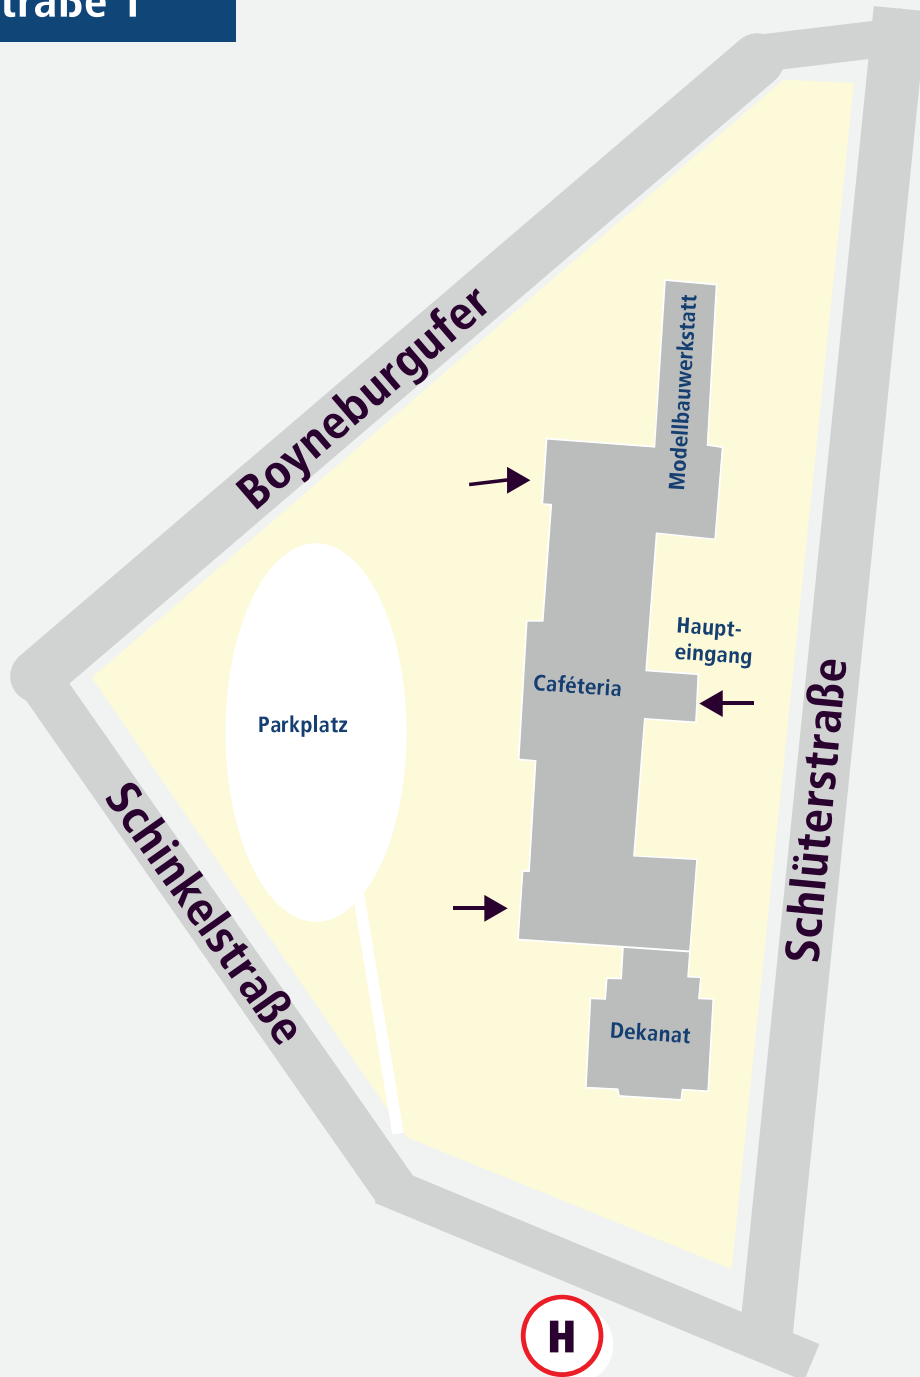 traße 1
Boyneburgufer
Modellbauwerkstatt
Haupt-
eingang
Caféteria
Parkplatz
Schlüterstraße
Schinkelstraße
Dekanat
H